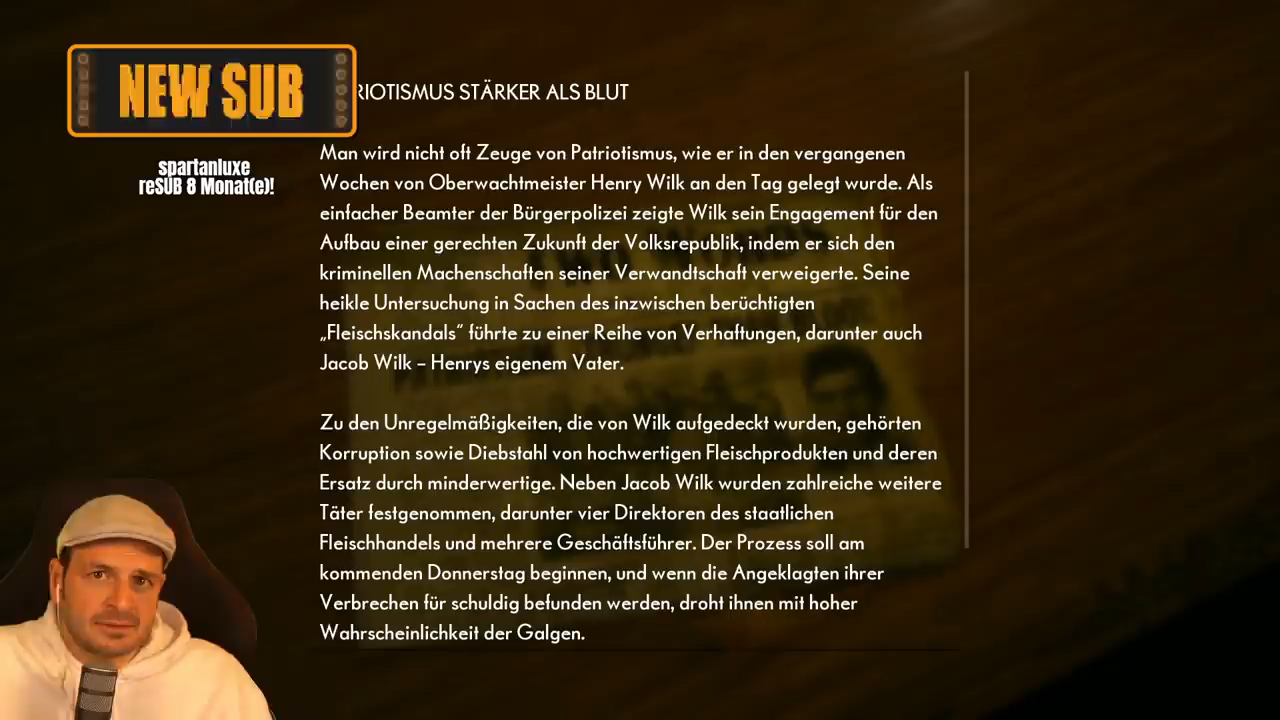 NEW SUB
spartanluxe
reSUB 8 Monat(e)!
RIOTISMUS STÄRKER ALS BLUT
Man wird nicht oft Zeuge von Patriotismus, wie er in den vergangenen
Wochen von Oberwachtmeister Henry Wilk an den Tag gelegt wurde. Als
einfacher Beamter der Bürgerpolizei zeigte Wilk sein Engagement für den
Aufbau einer gerechten Zukunft der Volksrepublik, indem er sich den
kriminellen Machenschaften seiner Verwandtschaft verweigerte. Seine
heikle Untersuchung in Sachen des inzwischen berüchtigten
„Fleischskandals“ führte zu einer Reihe von Verhaftungen, darunter auch
Jacob Wilk – Henrys eigenem Vater.
Zu den Unregelmäßigkeiten, die von Wilk aufgedeckt wurden, gehörten
Korruption sowie Diebstahl von hochwertigen Fleischprodukten und deren
Ersatz durch minderwertige. Neben Jacob Wilk wurden zahlreiche weitere
Täter festgenommen, darunter vier Direktoren des staatlichen
Fleischhandels und mehrere Geschäftsführer. Der Prozess soll am
kommenden Donnerstag beginnen, und wenn die Angeklagten ihrer
Verbrechen für schuldig befunden werden, droht ihnen mit hoher
Wahrscheinlichkeit der Galgen.